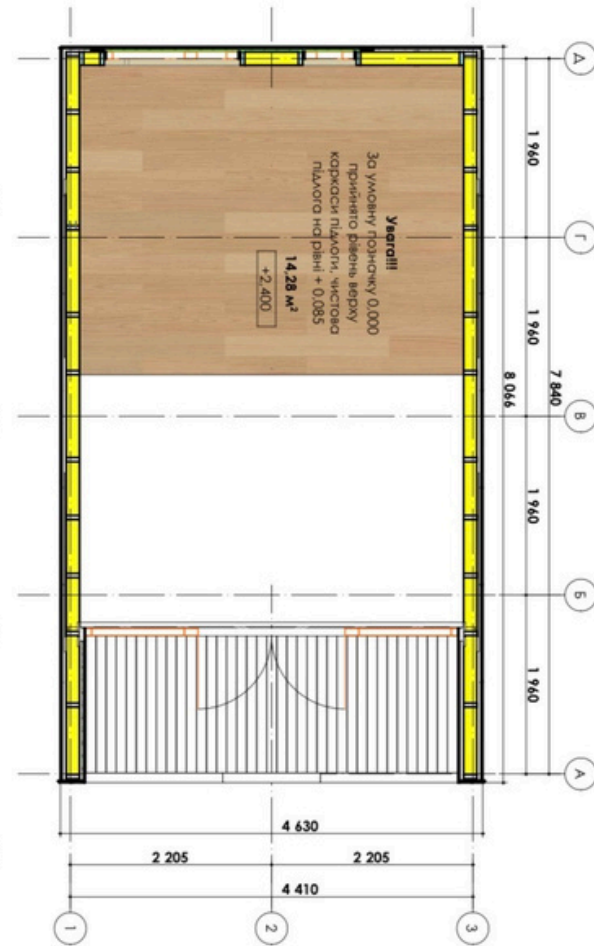 А
Г
В
Б
А
1 960
1 960
1 960
1 960
7 840
8 066
Увага!!!
За умовну позначку 0.000
прийнято рівень верху
каркаси підлоги, чистова
підлога на рівні + 0.085
14,28 м²
+2,400
4 630
2 205
2 205
4 410
1
2
3